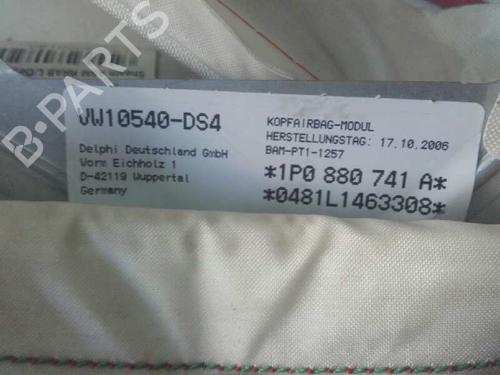 B-PARTS
VW10540-DS4
Delphi Deutschland GmbH
Vorm Eichholz 1
D-42119 Wuppertal
Germany
KOPFAIRBAG-MODUL
HERSTELLUNGSTAG: 17.10.2006
BAM-PT1-1257
*1P0 880 741 A*
*0481L1463308*